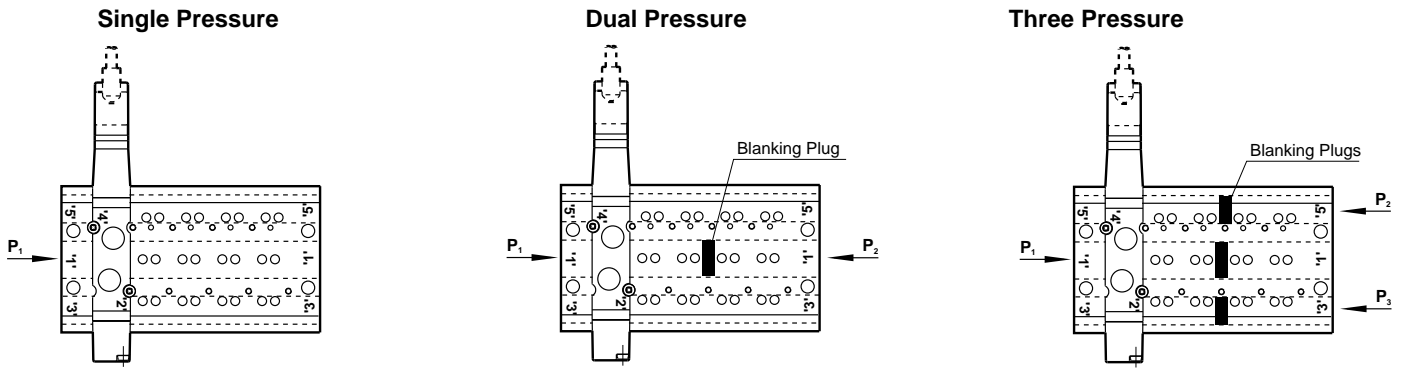 Single Pressure
Dual Pressure
Three Pressure
Blanking Plug
Blanking Plugs
'5' '4' '5'
P1 '1' '1'
'3' '2' '3'
'5' '4' '5'
P1 '1' '1' P2
'3' '2' '3'
'5' '4' '5' P2
P1 '1' '1'
'3' '2' '3' P3